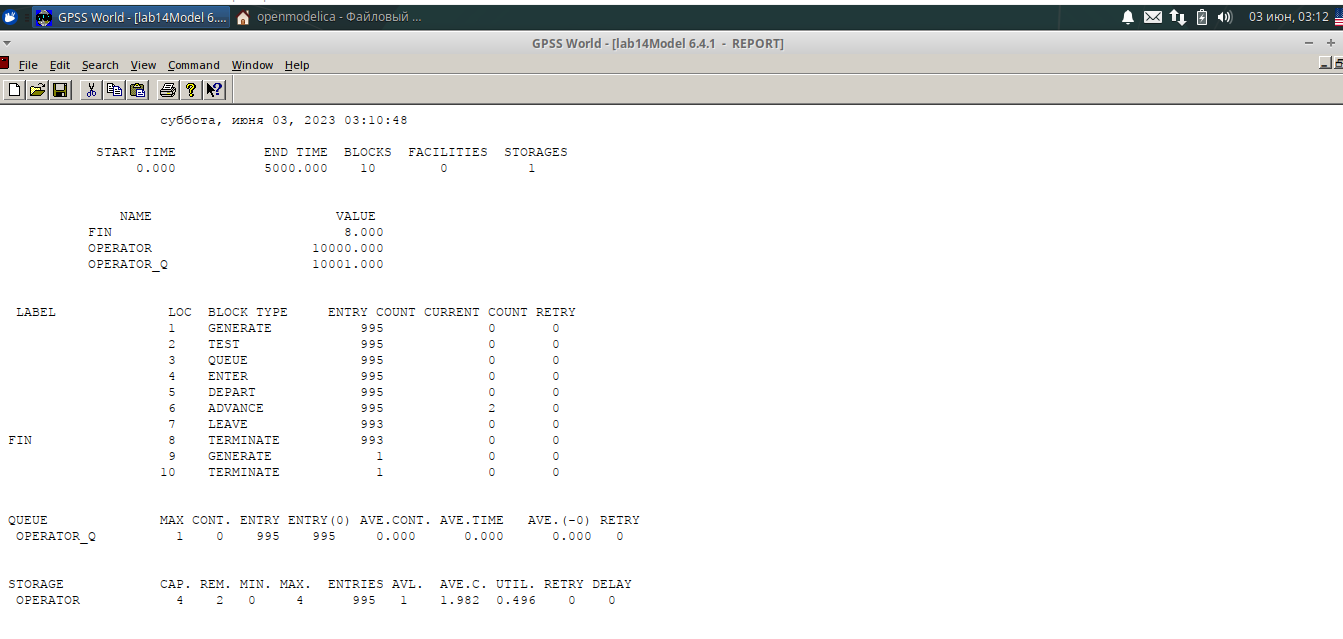 GPSS World - [lab14Model 6.... openmodelica - Файловый ... 03 июн, 03:12
GPSS World - [lab14Model 6.4.1 - REPORT]
File Edit Search View Command Window Help
суббота, июня 03, 2023 03:10:48
START TIME END TIME BLOCKS FACILITIES STORAGES
0.000 5000.000 10 0 1
NAME VALUE
FIN 8.000
OPERATOR 10000.000
OPERATOR_Q 10001.000
LABEL LOC BLOCK TYPE ENTRY COUNT CURRENT COUNT RETRY
1 GENERATE 995 0 0
2 TEST 995 0 0
3 QUEUE 995 0 0
4 ENTER 995 0 0
5 DEPART 995 0 0
6 ADVANCE 995 2 0
7 LEAVE 993 0 0
FIN 8 TERMINATE 993 0 0
9 GENERATE 1 0 0
10 TERMINATE 1 0 0
QUEUE MAX CONT. ENTRY ENTRY(0) AVE.CONT. AVE.TIME AVE.(-0) RETRY
OPERATOR_Q 1 0 995 995 0.000 0.000 0.000 0
STORAGE CAP. REM. MIN. MAX. ENTRIES AVL. AVE.C. UTIL. RETRY DELAY
OPERATOR 4 2 0 4 995 1 1.982 0.496 0 0